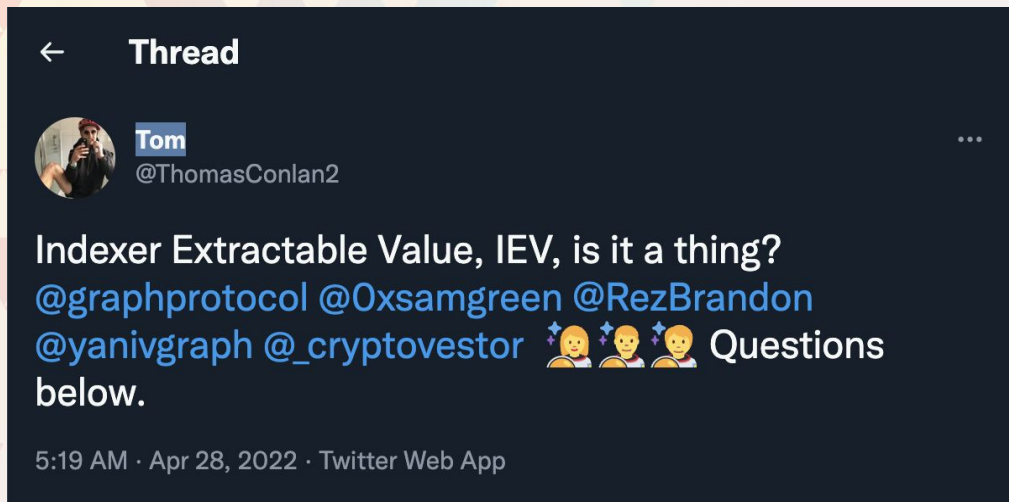 Thread
Tom
@ThomasConlan2
Indexer Extractable Value, IEV, is it a thing?
@graphprotocol @0xsamgreen @RezBrandon
@yanivgraph @_cryptovestor 👩‍🚀👨‍🚀🧑‍🚀 Questions
below.
5:19 AM · Apr 28, 2022 · Twitter Web App